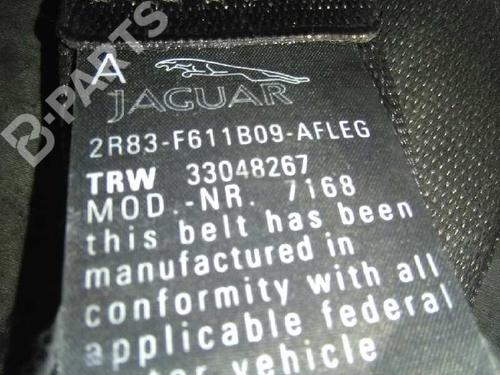 A
JAGUAR
2R83-F611B09-AFLEG
TRW 33048267
MOD.-NR. 7168
this belt has been
manufactured in
conformity with all
applicable federal
vehicle
B-PARTS